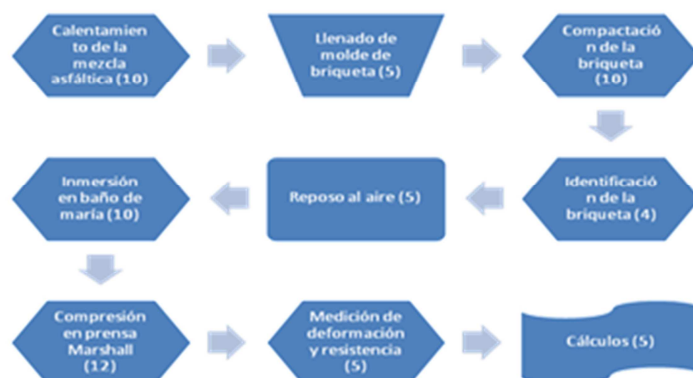 Calentamien
to de la
mezcla
asfáltica (10)
Llenado de
molde de
briqueta (5)
Compactació
n de la
briqueta
(10)
Identificació
n de la
briqueta (4)
Reposo al aire (5)
Inmersión
en baño de
maría (10)
Compresión
en prensa
Marshall
(12)
Medición de
deformación
y resistencia
(5)
Cálculos (5)